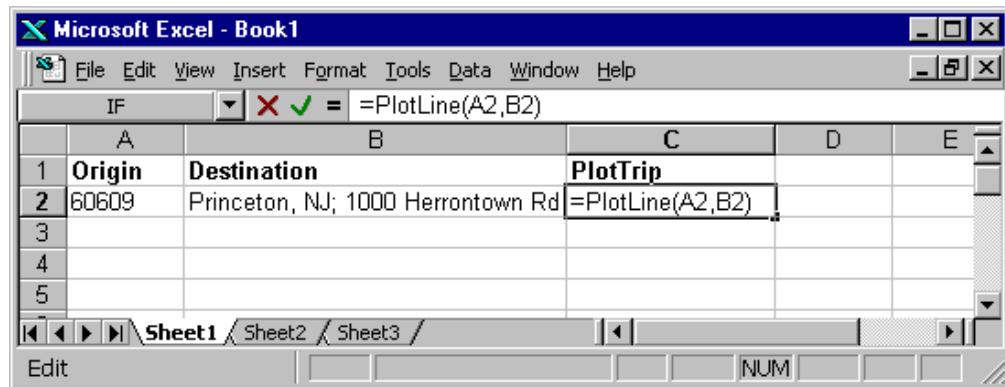 Microsoft Excel - Book1
File Edit View Insert Format Tools Data Window Help
IF = =PlotLine(A2,B2)
A B C D E
1 Origin Destination PlotTrip
2 60609 Princeton, NJ; 1000 Herrontown Rd =PlotLine(A2,B2)
3
4
5
Sheet1 Sheet2 Sheet3
Edit NUM